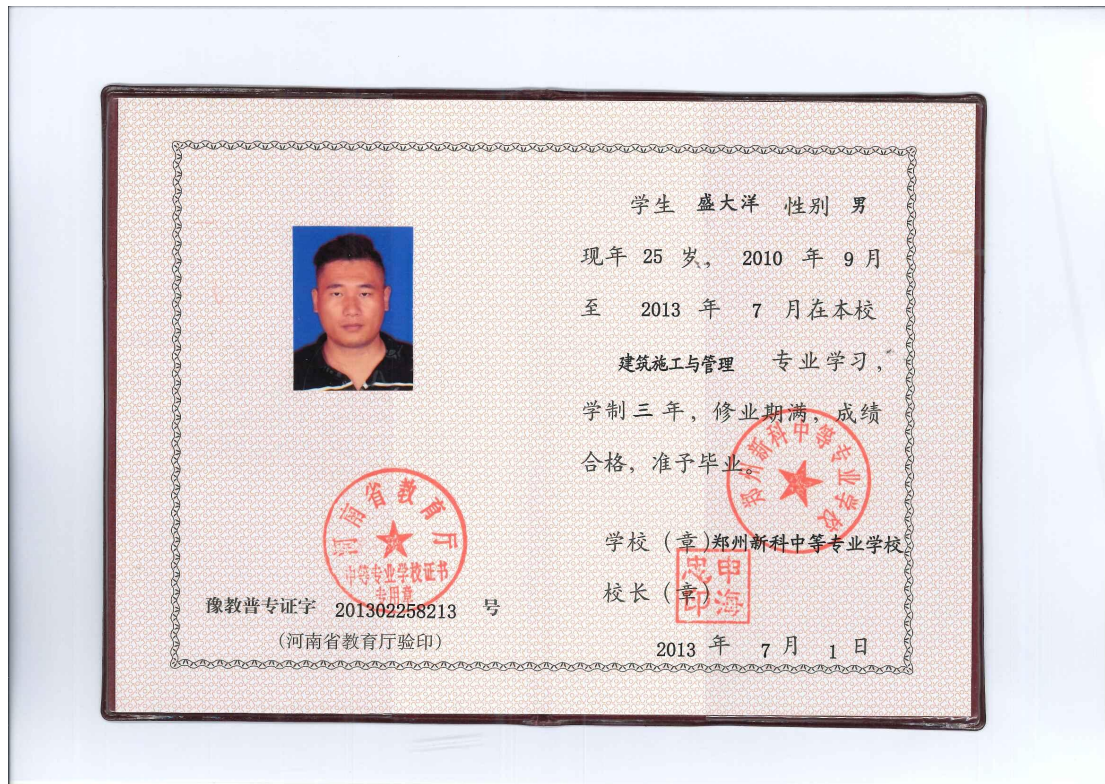 学生 盛大洋 性别 男
现年 25 岁， 2010 年 9 月
至 2013 年 7 月在本校
建筑施工与管理 专业学习，
学制三年，修业期满，成绩
合格，准予毕业。
郑州新科中等专业学校
学校（章）郑州新科中等专业学校
校长（章）
申海忠印
2013 年 7 月 1 日
河南省教育厅
中等专业学校证书
专用章
豫教普专证字 201302258213 号
（河南省教育厅验印）